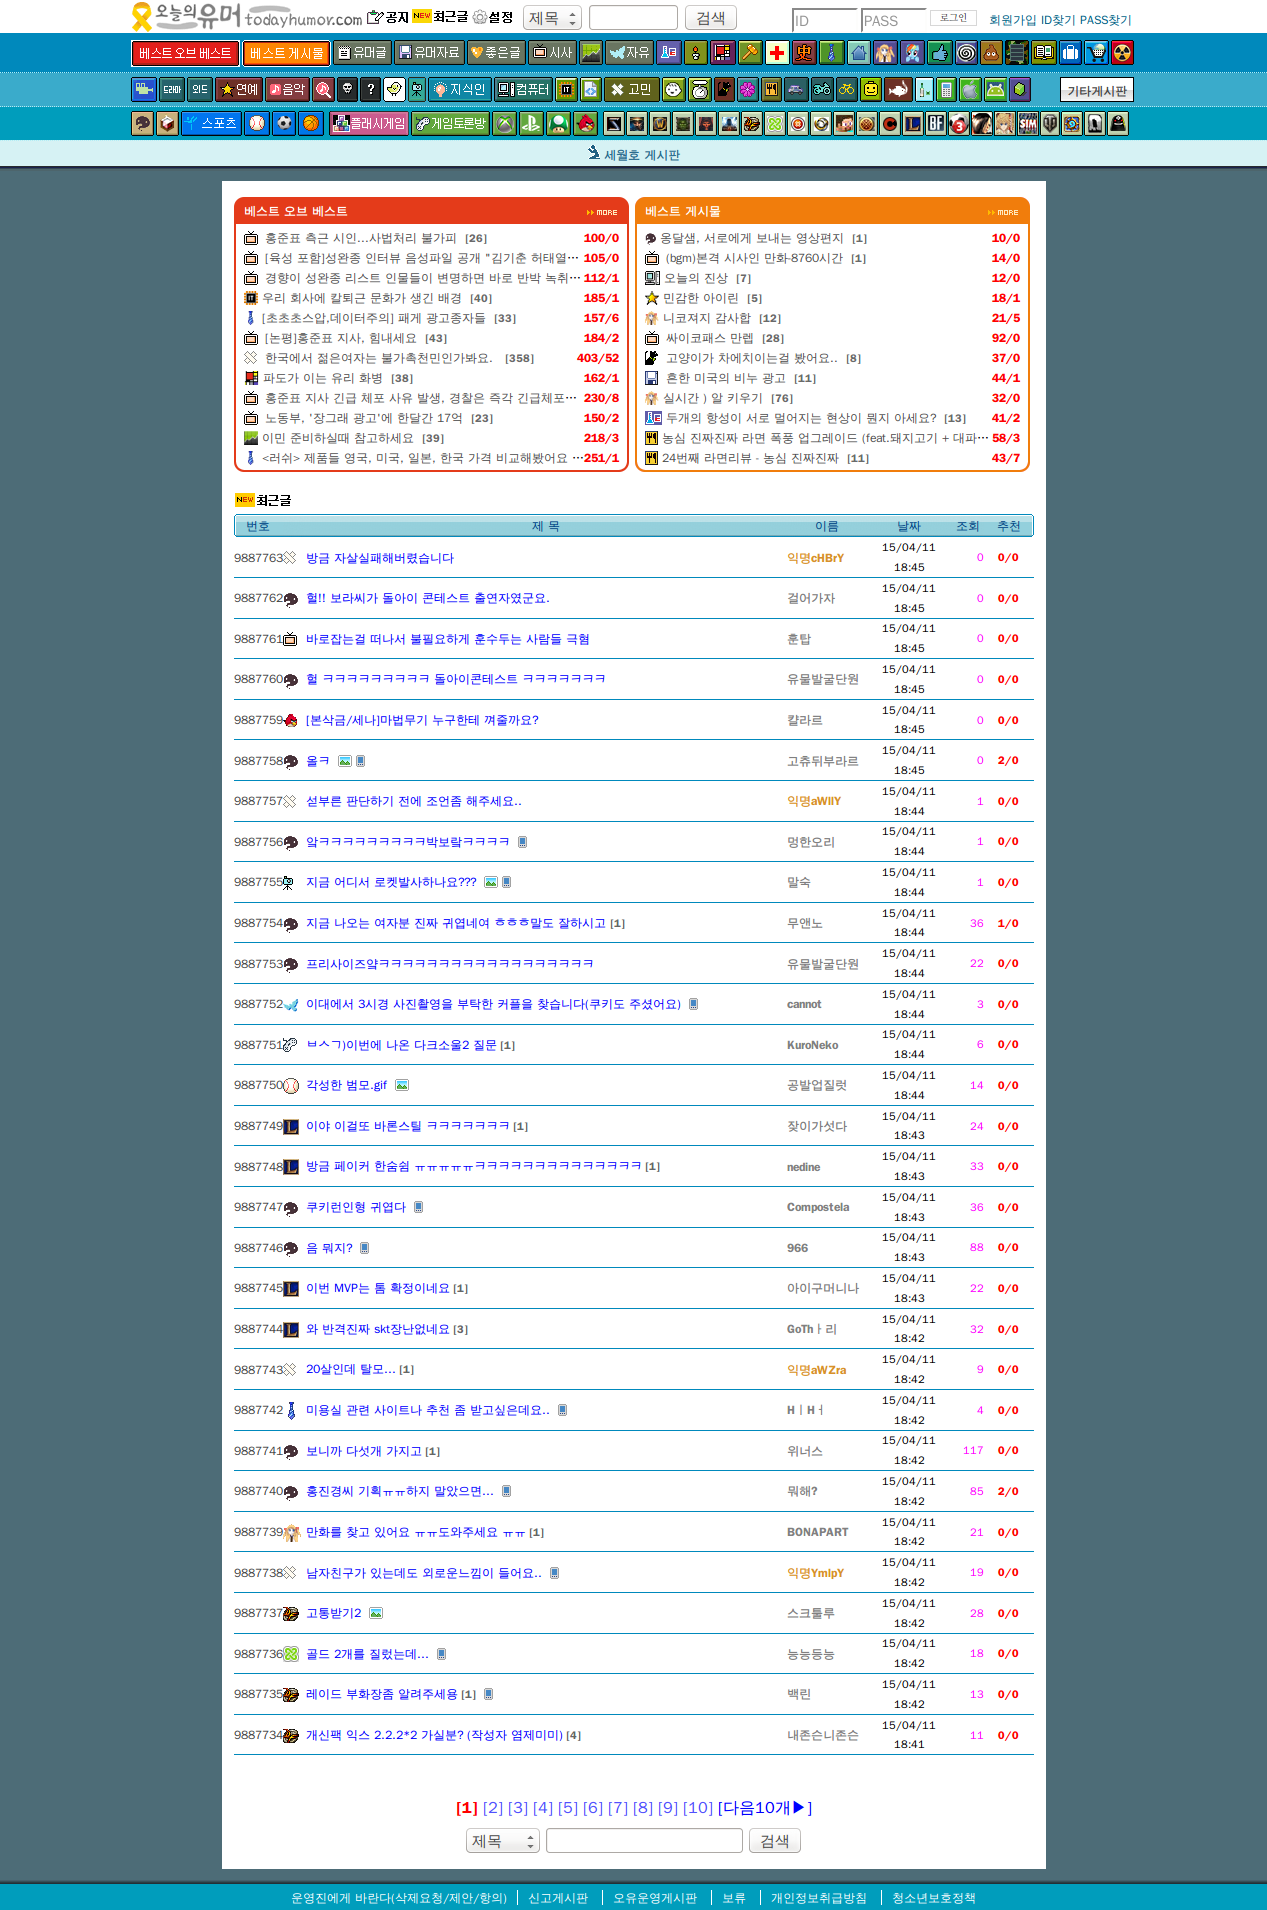 오늘의유머 todayhumor.com 공지 NEW 최근글 설정 제목 검색 ID PASS 로그인 회원가입 ID찾기 PASS찾기
베스트오브베스트 베스트게시물 유머글 유머자료 좋은글 시사 자유
드라마 외드 연예 음악 지식인 컴퓨터 IT 고민 기타게시판
스포츠 플래시게임 게임토론방
세월호 게시판
베스트 오브 베스트 MORE
홍준표 측근 시인...사법처리 불가피 [26] 100/0
[육성 포함]성완종 인터뷰 음성파일 공개 "김기춘 허태열… 105/0
경향이 성완종 리스트 인물들이 변명하면 바로 반박 녹취… 112/1
우리 회사에 칼퇴근 문화가 생긴 배경 [40] 185/1
[초초초스압,데이터주의] 패게 광고종자들 [33] 157/6
[논평]홍준표 지사, 힘내세요 [43] 184/2
한국에서 젊은여자는 불가촉천민인가봐요. [358] 403/52
파도가 이는 유리 화병 [38] 162/1
홍준표 지사 긴급 체포 사유 발생, 경찰은 즉각 긴급체포… 230/8
노동부, '장그래 광고'에 한달간 17억 [23] 150/2
이민 준비하실때 참고하세요 [39] 218/3
<러쉬> 제품들 영국, 미국, 일본, 한국 가격 비교해봤어요 …251/1
베스트 게시물 MORE
옹달샘, 서로에게 보내는 영상편지 [1] 10/0
(bgm)본격 시사인 만화-8760시간 [1] 14/0
오늘의 진상 [7] 12/0
민감한 아이린 [5] 18/1
니코져지 감사합 [12] 21/5
싸이코패스 만렙 [28] 92/0
고양이가 차에치이는걸 봤어요.. [8] 37/0
흔한 미국의 비누 광고 [11] 44/1
실시간 ) 알 키우기 [76] 32/0
두개의 항성이 서로 멀어지는 현상이 뭔지 아세요? [13] 41/2
농심 진짜진짜 라면 폭풍 업그레이드 (feat.돼지고기 + 대파… 58/3
24번째 라면리뷰 - 농심 진짜진짜 [11] 43/7
NEW 최근글
번호 제 목 이름 날짜 조회 추천
9887763 방금 자살실패해버렸습니다 익명cHBrY 15/04/11 18:45 0 0/0
9887762 헐!! 보라씨가 돌아이 콘테스트 출연자였군요. 걸어가자 15/04/11 18:45 0 0/0
9887761 바로잡는걸 떠나서 불필요하게 훈수두는 사람들 극혐 훈탑 15/04/11 18:45 0 0/0
9887760 헐 ㅋㅋㅋㅋㅋㅋㅋㅋㅋ 돌아이콘테스트 ㅋㅋㅋㅋㅋㅋㅋ 유물발굴단원 15/04/11 18:45 0 0/0
9887759 [본삭금/세나]마법무기 누구한테 껴줄까요? 칼라르 15/04/11 18:45 0 0/0
9887758 올ㅋ 고츄뒤부라르 15/04/11 18:45 0 2/0
9887757 섣부른 판단하기 전에 조언좀 해주세요.. 익명aWllY 15/04/11 18:44 1 0/0
9887756 앜ㅋㅋㅋㅋㅋㅋㅋㅋㅋ박보람ㅋㅋㅋㅋ 멍한오리 15/04/11 18:44 1 0/0
9887755 지금 어디서 로켓발사하나요??? 말숙 15/04/11 18:44 1 0/0
9887754 지금 나오는 여자분 진짜 귀엽네여 ㅎㅎㅎ말도 잘하시고 [1] 무앤노 15/04/11 18:44 36 1/0
9887753 프리사이즈앜ㅋㅋㅋㅋㅋㅋㅋㅋㅋㅋㅋㅋㅋㅋㅋㅋㅋㅋ 유물발굴단원 15/04/11 18:44 22 0/0
9887752 이대에서 3시경 사진촬영을 부탁한 커플을 찾습니다(쿠키도 주셨어요) cannot 15/04/11 18:44 3 0/0
9887751 ㅂㅅㄱ)이번에 나온 다크소울2 질문 [1] KuroNeko 15/04/11 18:44 6 0/0
9887750 각성한 범모.gif 공발업질럿 15/04/11 18:44 14 0/0
9887749 이야 이걸또 바론스틸 ㅋㅋㅋㅋㅋㅋㅋ [1] 잦이가섯다 15/04/11 18:43 24 0/0
9887748 방금 페이커 한숨쉼 ㅠㅠㅠㅠㅠㅋㅋㅋㅋㅋㅋㅋㅋㅋㅋㅋㅋㅋㅋ [1] nedine 15/04/11 18:43 33 0/0
9887747 쿠키런인형 귀엽다 Compostela 15/04/11 18:43 36 0/0
9887746 음 뭐지? 966 15/04/11 18:43 88 0/0
9887745 이번 MVP는 톰 확정이네요 [1] 아이구머니나 15/04/11 18:43 22 0/0
9887744 와 반격진짜 skt장난없네요 [3] GoThㅏ리 15/04/11 18:42 32 0/0
9887743 20살인데 탈모... [1] 익명aWZra 15/04/11 18:42 9 0/0
9887742 미용실 관련 사이트나 추천 좀 받고싶은데요.. HㅣHㅕ 15/04/11 18:42 4 0/0
9887741 보니까 다섯개 가지고 [1] 위너스 15/04/11 18:42 117 0/0
9887740 홍진경씨 기획ㅠㅠ하지 말았으면... 뭐해? 15/04/11 18:42 85 2/0
9887739 만화를 찾고 있어요 ㅠㅠ도와주세요 ㅠㅠ [1] BONAPART 15/04/11 18:42 21 0/0
9887738 남자친구가 있는데도 외로운느낌이 들어요.. 익명YmlpY 15/04/11 18:42 19 0/0
9887737 고통받기2 스크툴루 15/04/11 18:42 28 0/0
9887736 골드 2개를 질렀는데... 능능등능 15/04/11 18:42 18 0/0
9887735 레이드 부화장좀 알려주세용 [1] 백린 15/04/11 18:42 13 0/0
9887734 개신팩 익스 2.2.2*2 가실분? (작성자 염제미미) [4] 내존슨니존슨 15/04/11 18:41 11 0/0
[1] [2] [3] [4] [5] [6] [7] [8] [9] [10] [다음10개▶]
제목 검색
운영진에게 바란다(삭제요청/제안/항의) 신고게시판 오유운영게시판 보류 개인정보취급방침 청소년보호정책